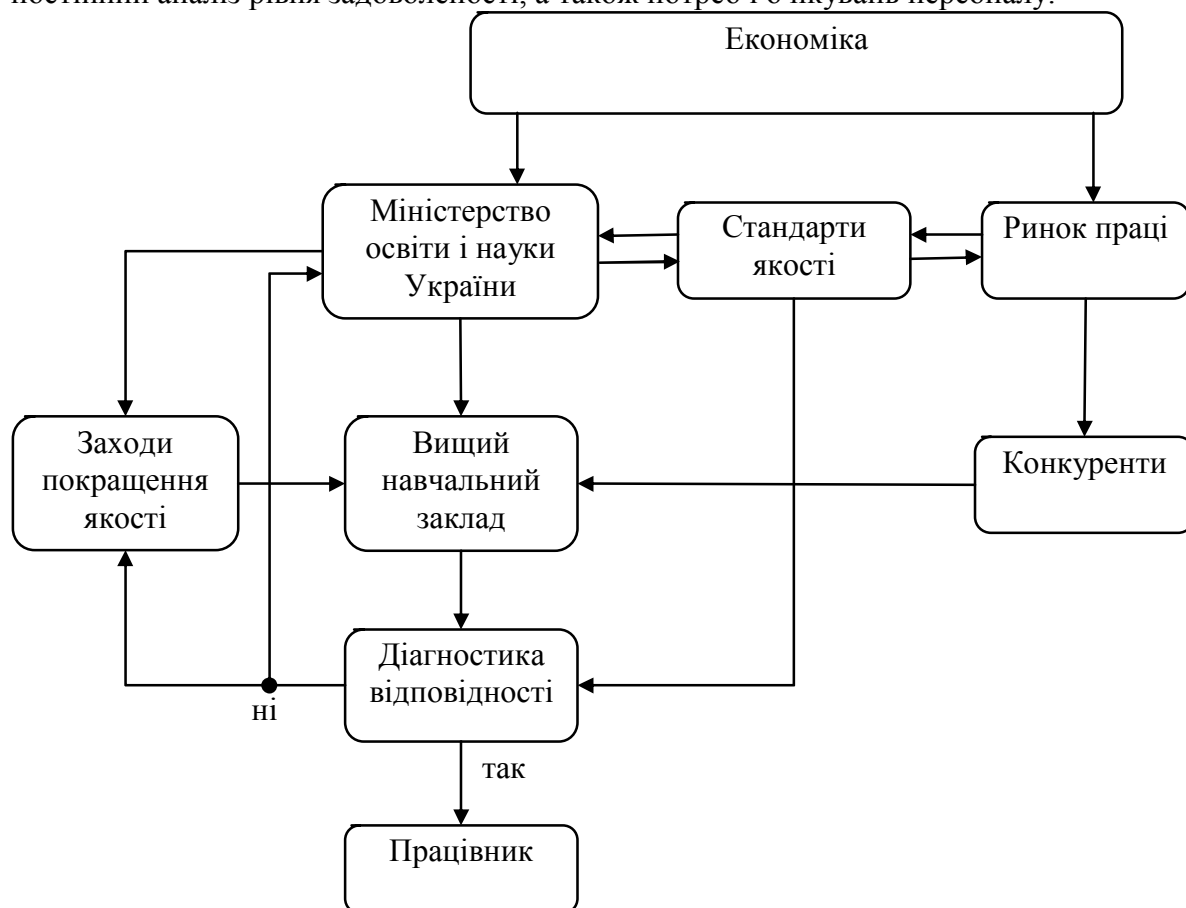 постійний аналіз рівня задоволеності, а також потреб і очікувань персоналу.
Економіка
Міністерство
освіти і науки
України
Стандарти
якості
Ринок праці
Заходи
покращення
якості
Вищий
навчальний
заклад
Конкуренти
Діагностика
відповідності
ні
так
Працівник